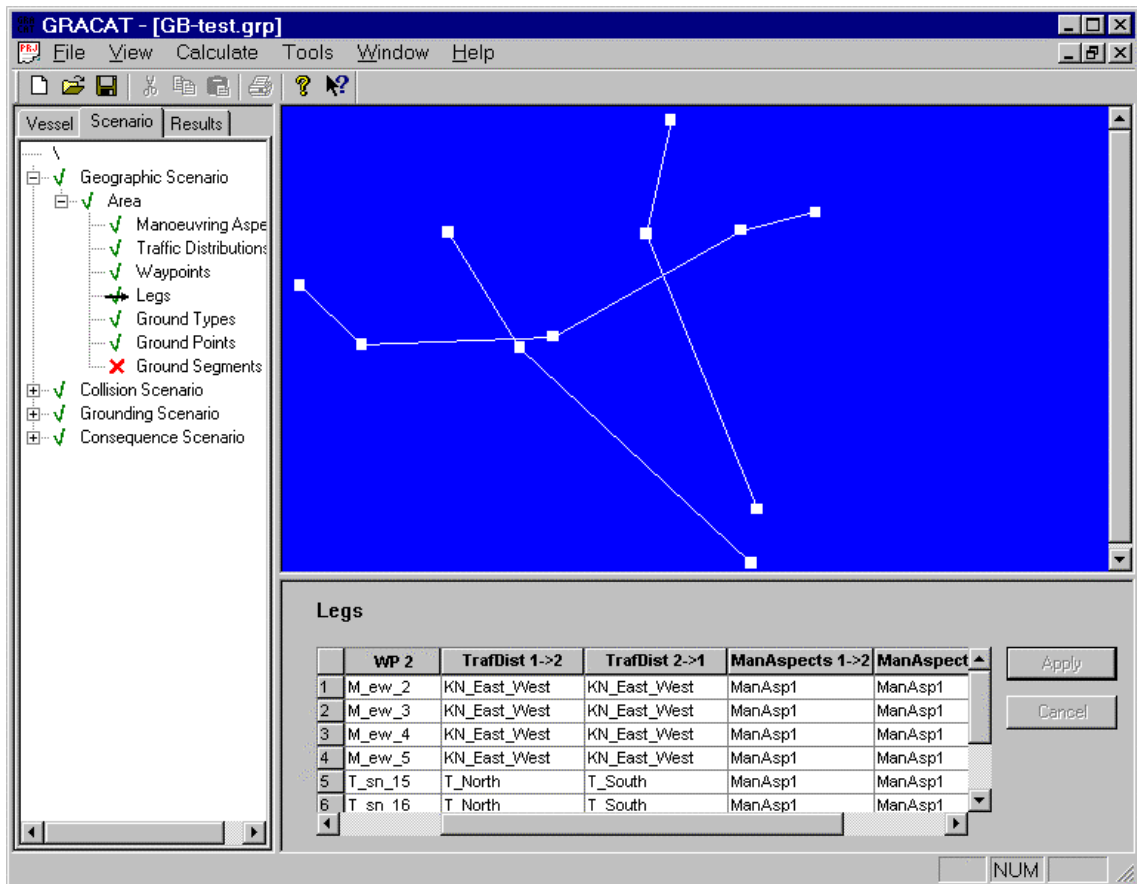 GRACAT - [GB-test.grp]
File View Calculate Tools Window Help
Vessel Scenario Results
\
Geographic Scenario
Area
Manoeuvring Aspe
Traffic Distributions
Waypoints
Legs
Ground Types
Ground Points
Ground Segments
Collision Scenario
Grounding Scenario
Consequence Scenario
Legs
WP 2 TrafDist 1->2 TrafDist 2->1 ManAspects 1->2 ManAspect
1 M_ew_2 KN_East_West KN_East_West ManAsp1 ManAsp1
2 M_ew_3 KN_East_West KN_East_West ManAsp1 ManAsp1
3 M_ew_4 KN_East_West KN_East_West ManAsp1 ManAsp1
4 M_ew_5 KN_East_West KN_East_West ManAsp1 ManAsp1
5 T_sn_15 T_North T_South ManAsp1 ManAsp1
6 T_sn_16 T_North T_South ManAsp1 ManAsp1
Apply
Cancel
NUM